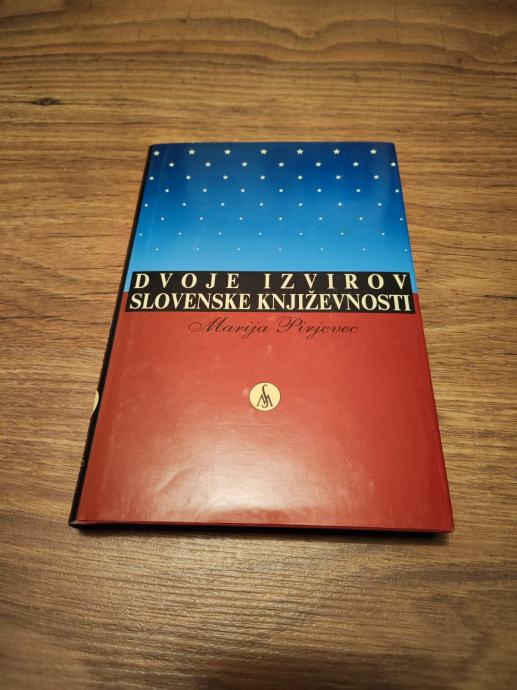 DVOJE IZVIROV
SLOVENSKE KNJIŽEVNOSTI
Marija Pirjevec